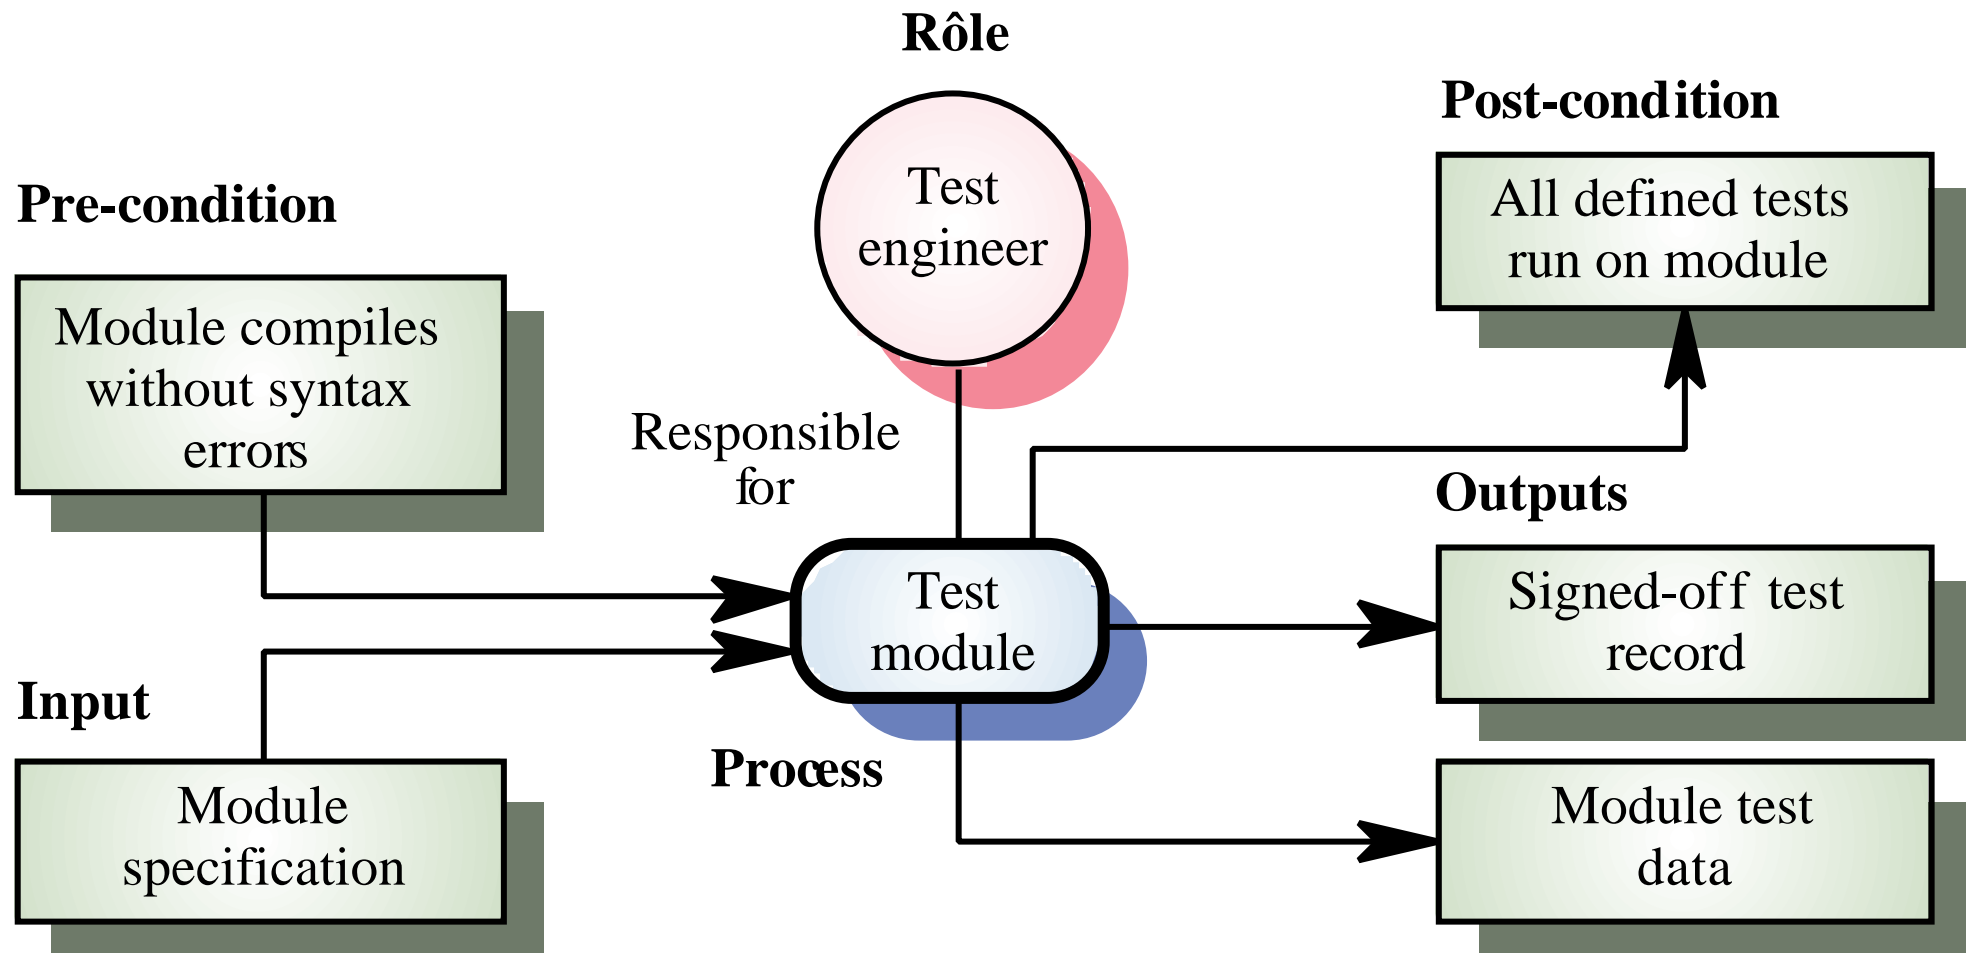 Rôle
Test
engineer
Post-condition
All defined tests
run on module
Pre-condition
Module compiles
without syntax
errors
Responsible
for
Outputs
Test
module
Signed-off test
record
Input
Process
Module
specification
Module test
data